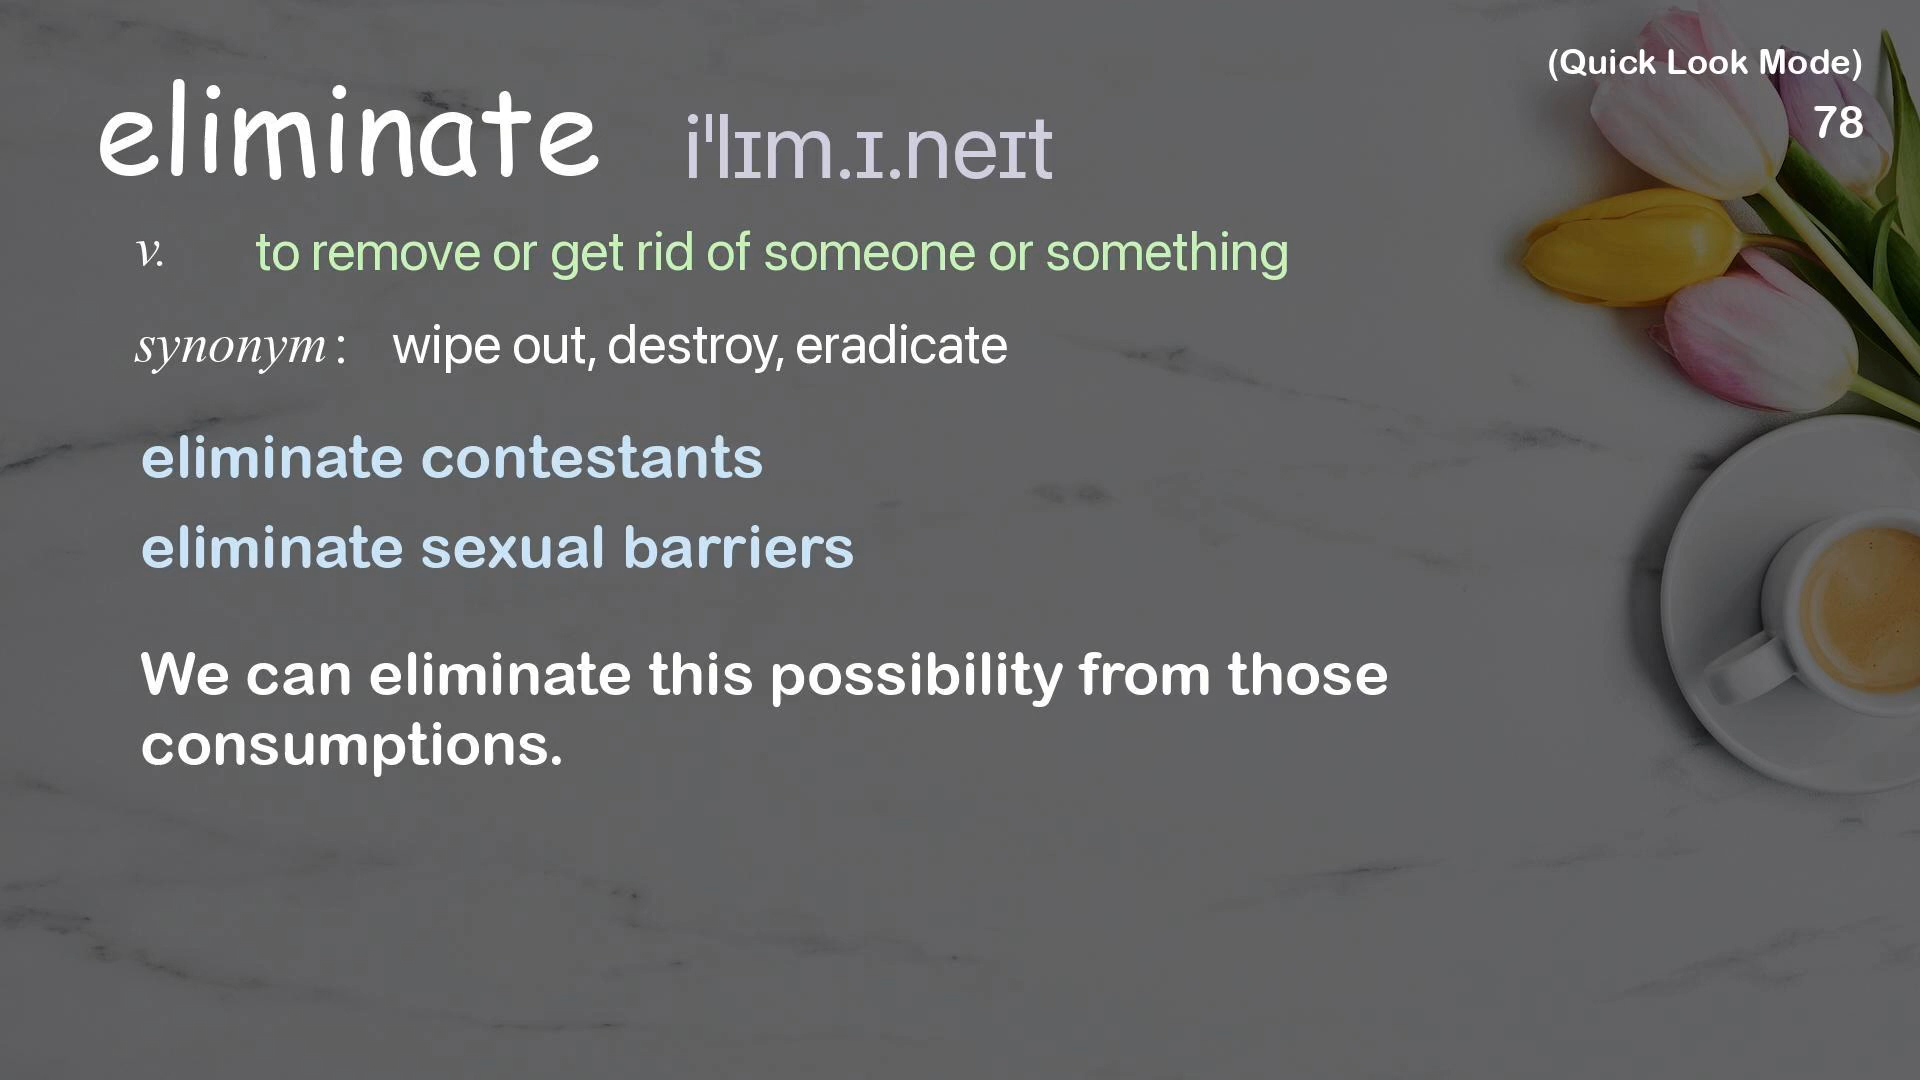 (Quick Look Mode)
78
eliminate iˈlɪm.ɪ.neɪt
v. to remove or get rid of someone or something
synonym: wipe out, destroy, eradicate
eliminate contestants
eliminate sexual barriers
We can eliminate this possibility from those
consumptions.